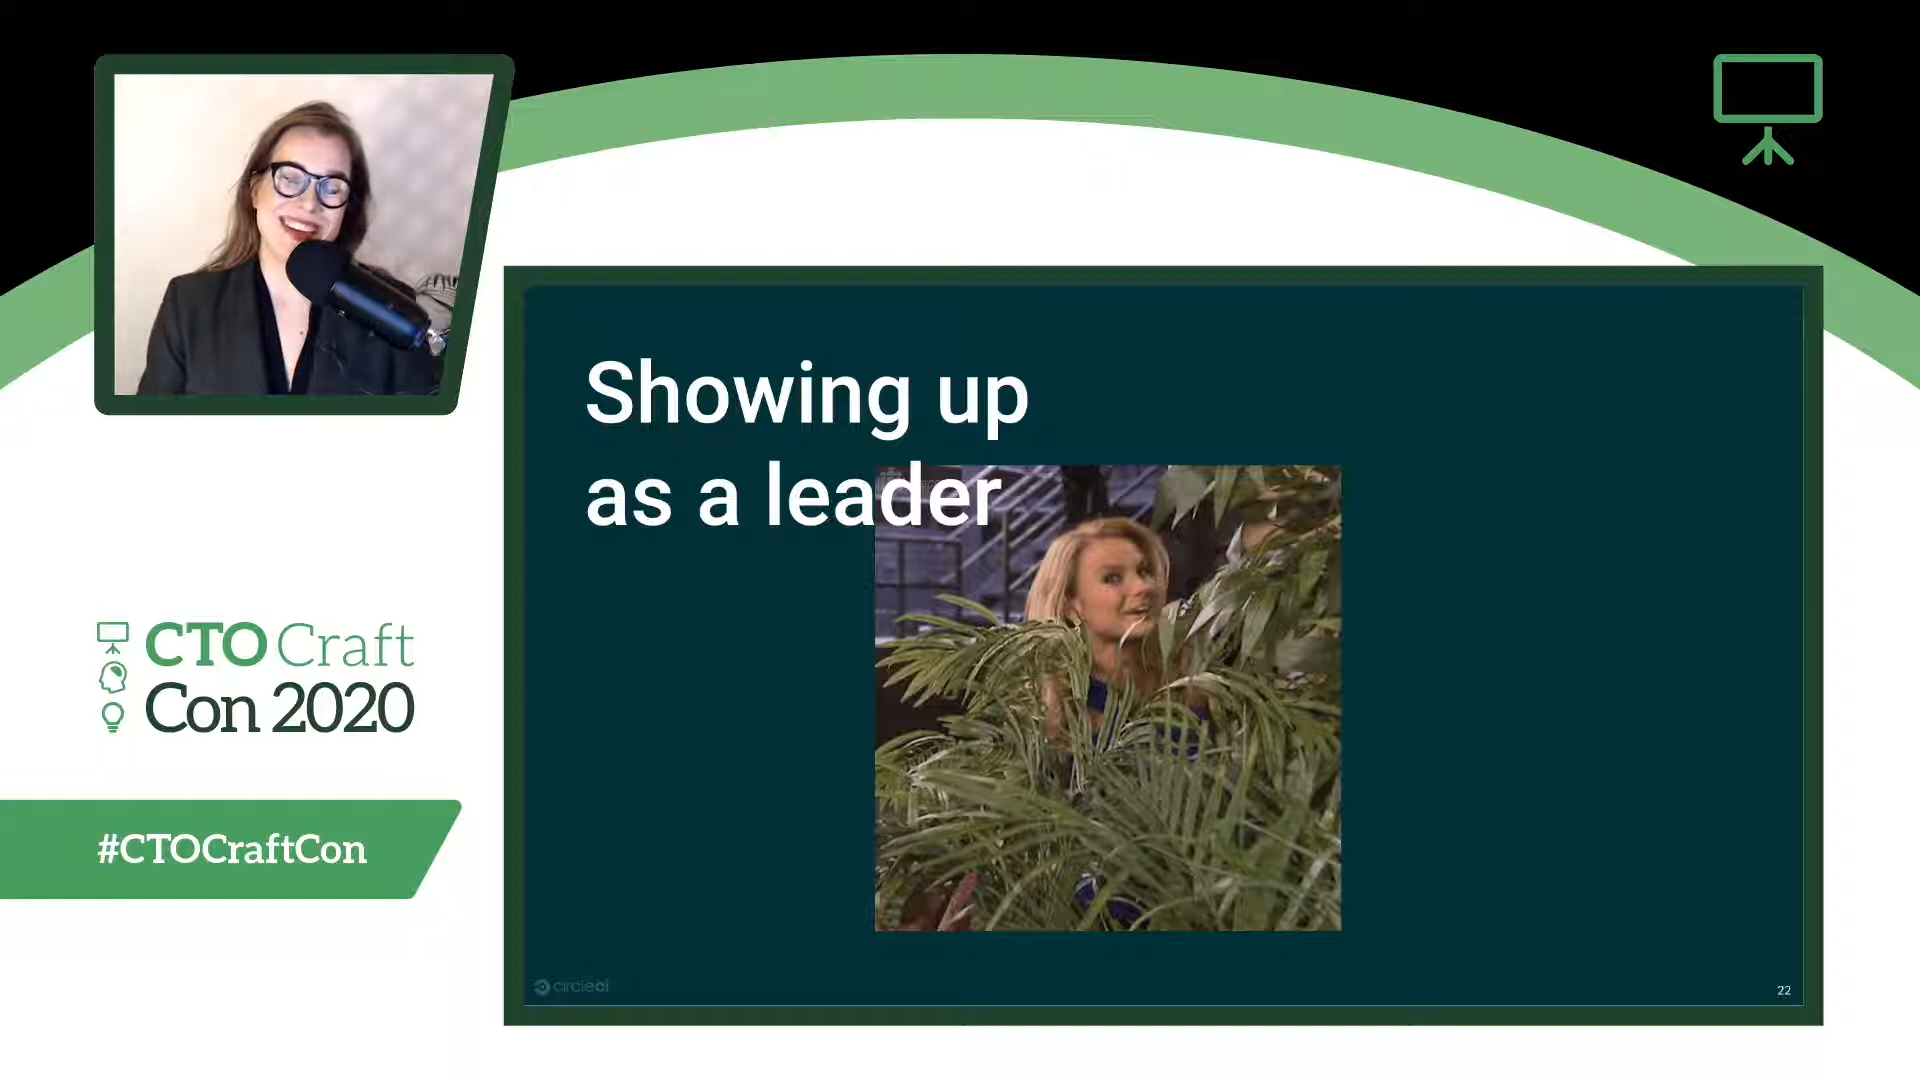 Showing up
as a leader
CTO Craft
Con 2020
#CTOCraftCon
circleci
22